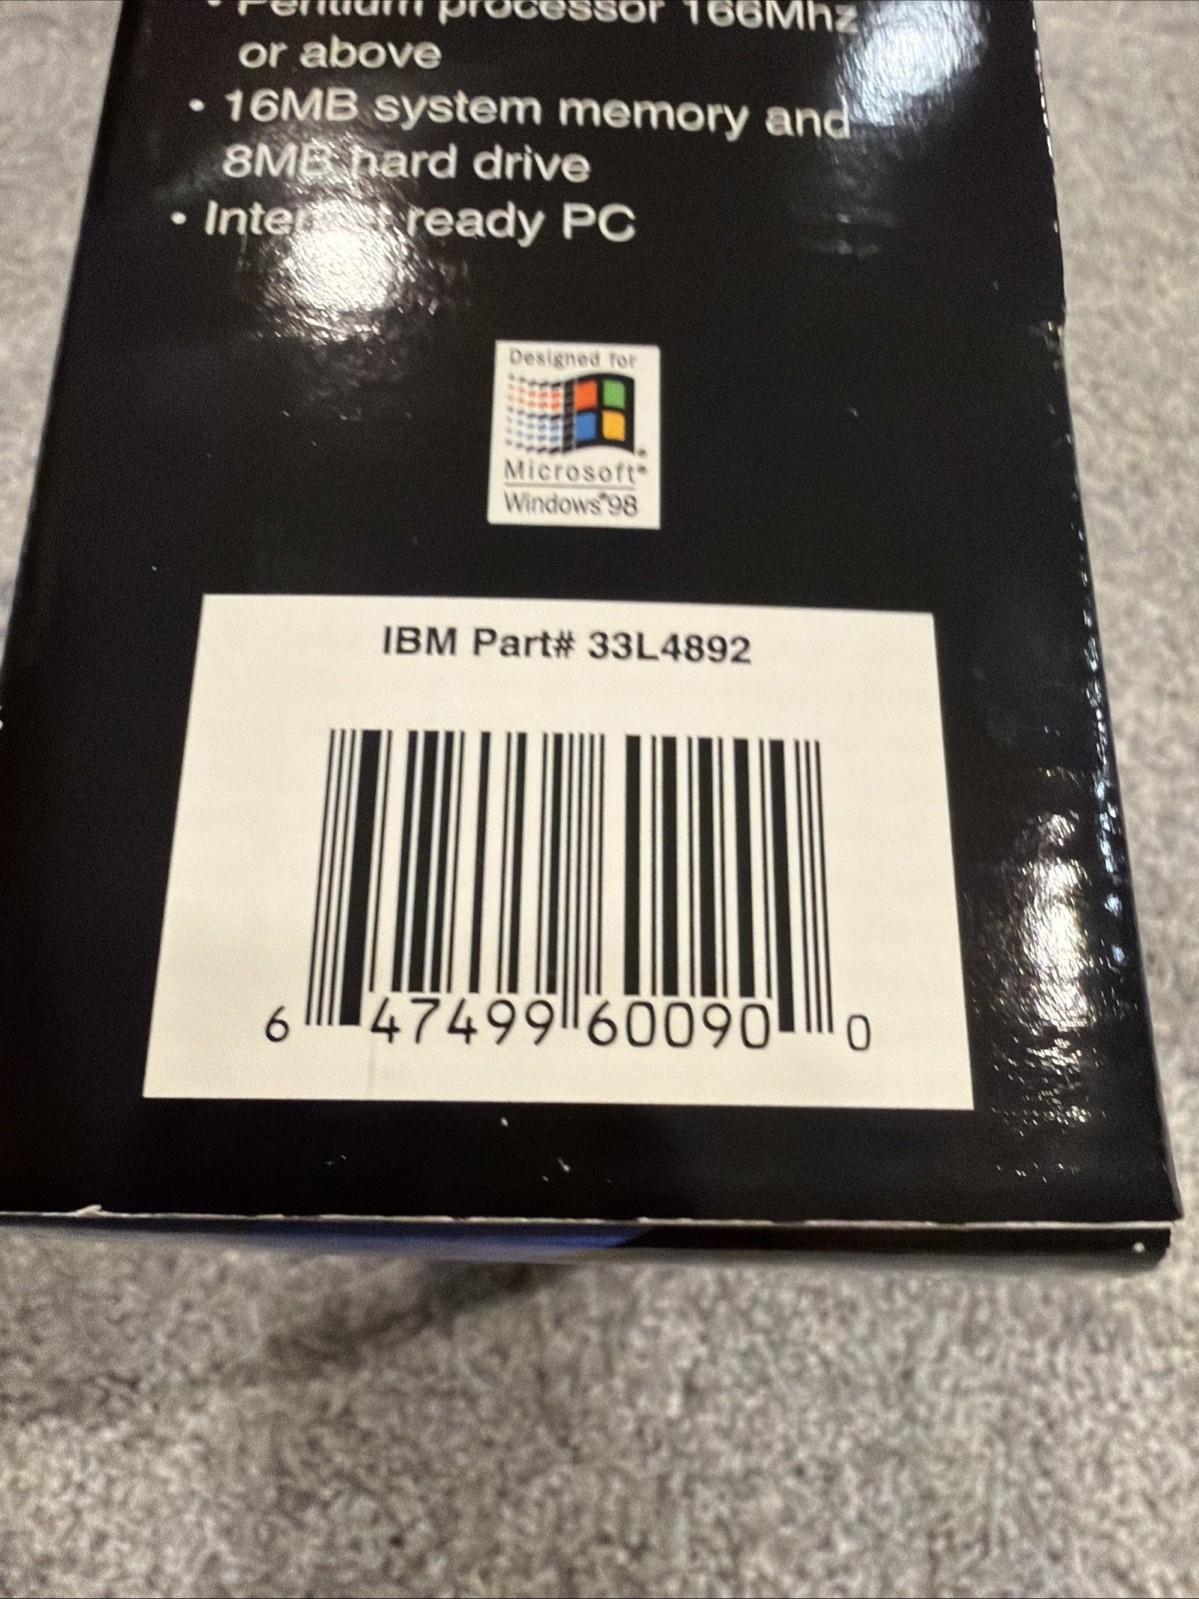 • Pentium processor 166Mhz
or above
• 16MB system memory and
8MB hard drive
• Internet ready PC
Designed for
Microsoft®
Windows®98
IBM Part# 33L4892
6 47499 60090 0